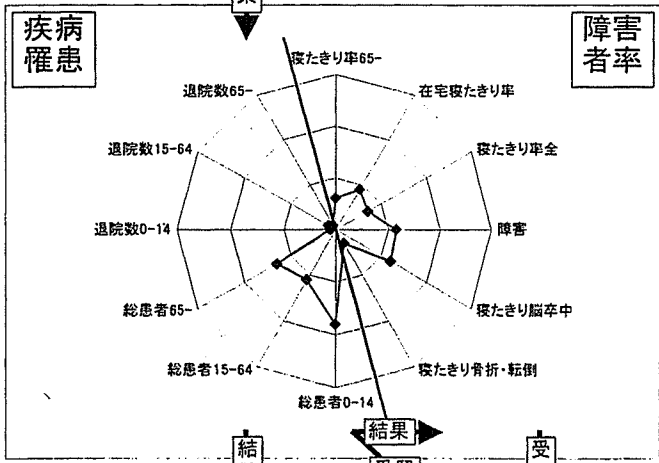 疾病
罹患
障害
者率
寝たきり率65-
退院数65-
在宅寝たきり率
退院数15-64
寝たきり率全
退院数0-14
障害
総患者65-
寝たきり脳卒中
総患者15-64
寝たきり骨折・転倒
総患者0-14
結果
結
受